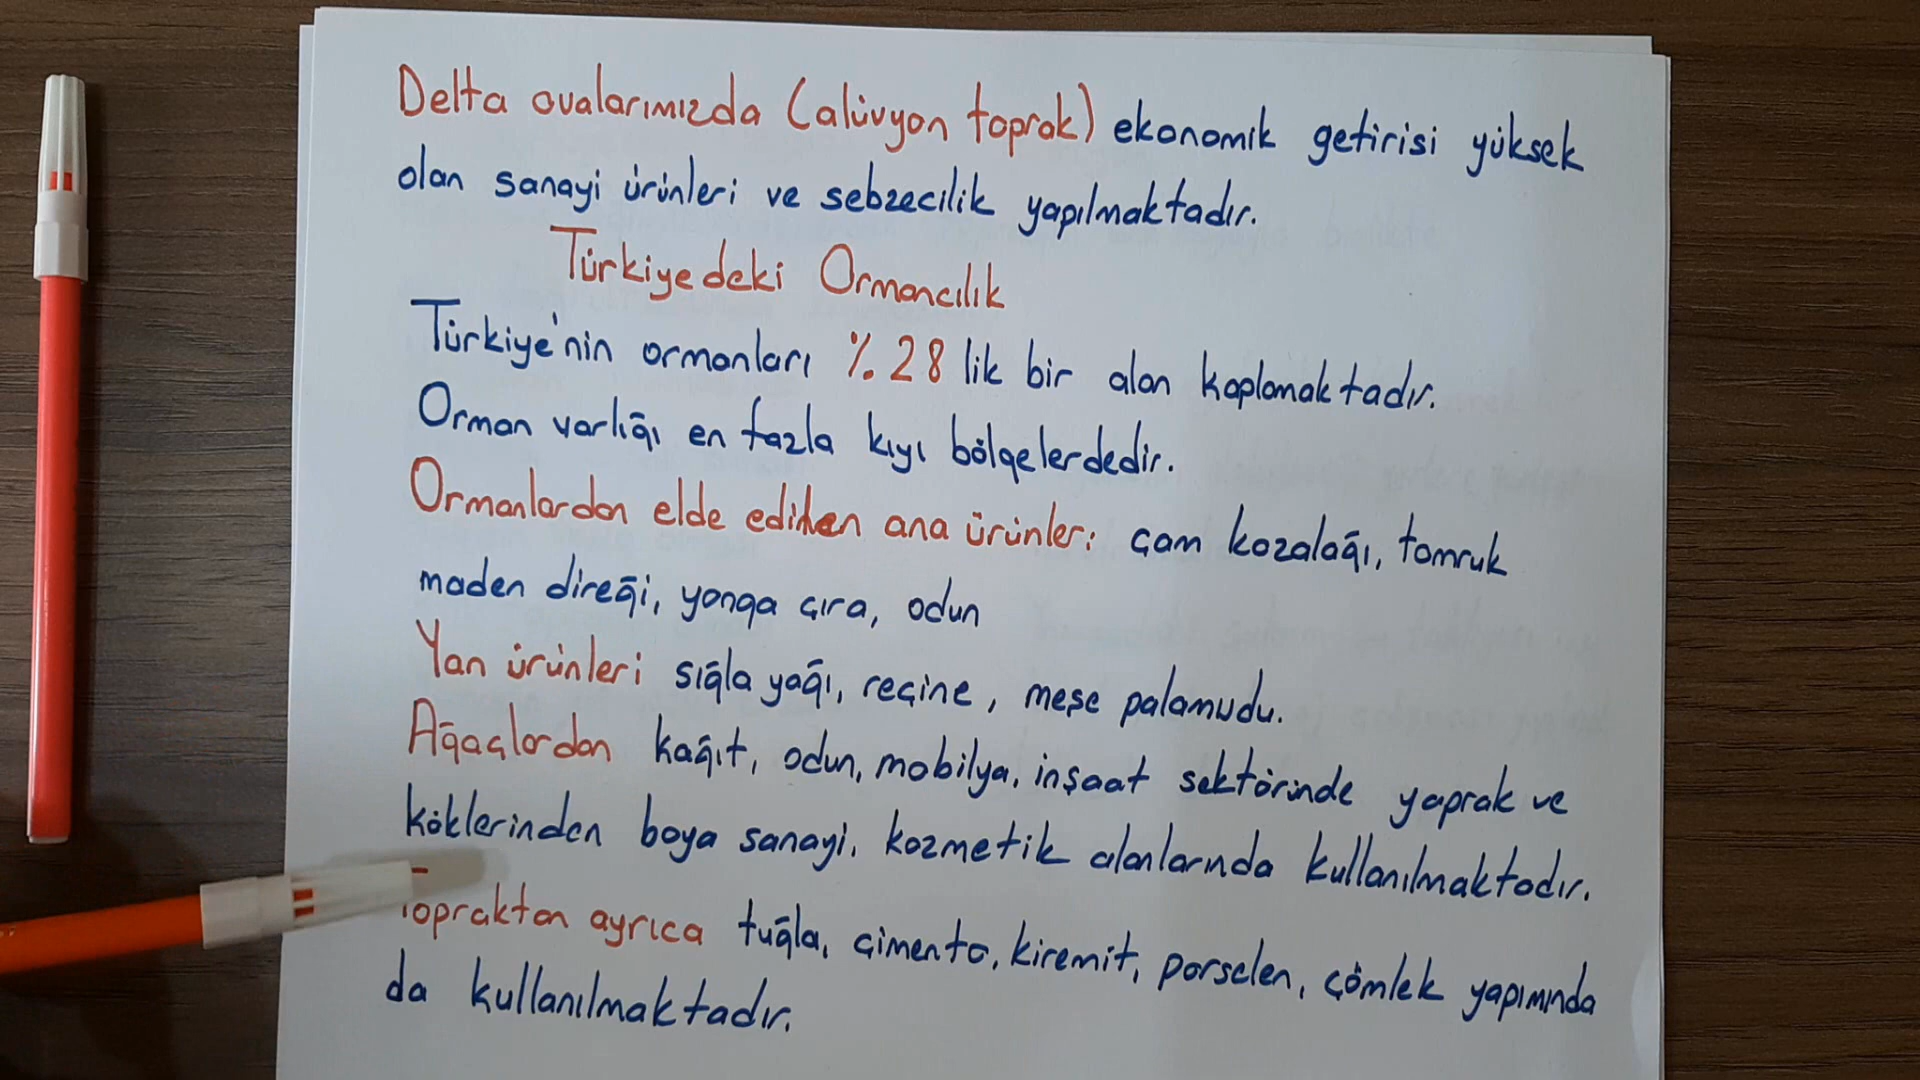 Delta ovalarımızda (alüvyon toprak) ekonomik getirisi yüksek
olan sanayi ürünleri ve sebzecilik yapılmaktadır.
Türkiyedeki Ormancılık
Türkiye'nin ormanları %.28 lik bir alan kaplamaktadır.
Orman varlığı en fazla kıyı bölgelerdedir.
Ormanlardan elde edilen ana ürünler: çam kozalağı, tomruk
maden direği, yonga çıra, odun
Yan ürünleri sığla yağı, reçine, meşe palamudu.
Ağaçlardan kağıt, odun, mobilya, inşaat sektöründe yaprak ve
köklerinden boya sanayi, kozmetik alanlarında kullanılmaktadır.
Topraktan ayrıca tuğla, çimento, kiremit, porselen, çömlek yapımında
da kullanılmaktadır.